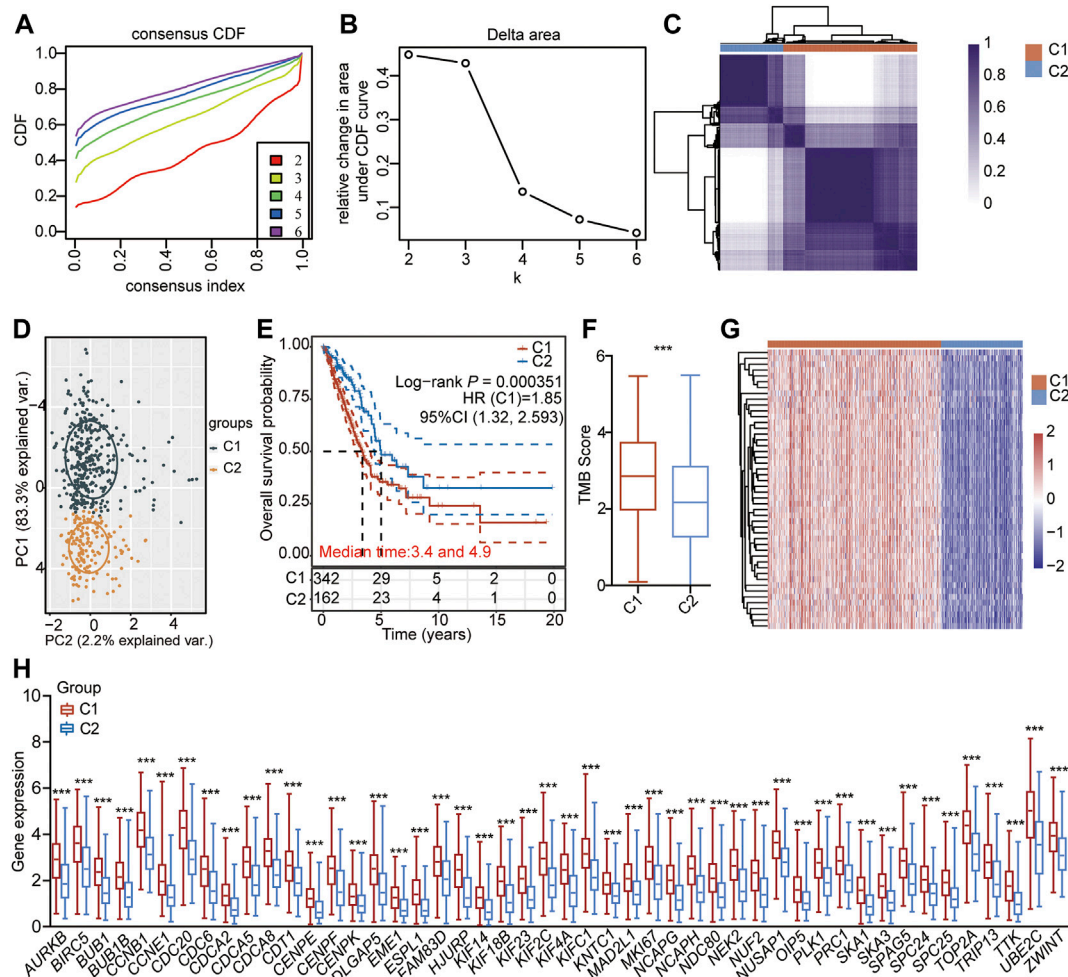 A
consensus CDF
CDF
1.0
0.8
0.6
0.4
0.2
0.0
0.0
0.2
0.4
0.6
0.8
1.0
consensus index
2
3
4
5
6
B
Delta area
relative change in area
under CDF curve
0.4
0.3
0.2
0.1
2
3
4
5
6
k
C
1
0.8
0.6
0.4
0.2
0
C1
C2
D
PC1 (83.3% explained var.)
−4
0
4
−2
0
2
4
PC2 (2.2% explained var.)
groups
C1
C2
E
Overall survival probability
1.00
0.75
0.50
0.25
0.00
C1
C2
Log−rank P = 0.000351
HR (C1)=1.85
95%CI (1.32, 2.593)
Median time:3.4 and 4.9
C1 342 29 5 2 0
C2 162 23 4 1 0
0 5 10 15 20
Time (years)
F
***
TMB Score
6
4
2
0
C1
C2
G
C1
C2
2
1
0
−1
−2
H
Group
C1
C2
Gene expression
10
8
6
4
2
0
*** *** *** *** *** *** *** *** *** *** *** *** *** *** *** *** *** *** *** *** *** *** *** *** *** *** *** *** *** *** *** *** *** *** *** *** *** *** *** *** *** *** *** *** *** *** *** ***
AURKB
BIRC5
BUB1
BUB1B
CCNB1
CCNE1
CDC20
CDC6
CDCA2
CDCA5
CDCA8
CDT1
CENPE
CENPF
CENPK
DLGAP5
EME1
ESPL1
FAM83D
HJURP
KIF14
KIF18B
KIF23
KIF2C
KIF4A
KIFC1
KNTC1
MAD2L1
MKI67
NCAPG
NCAPH
NDC80
NEK2
NUF2
NUSAP1
OIP5
PLK1
PRC1
SKA1
SKA3
SPAG5
SPC24
SPC25
TOP2A
TRIP13
TTK
UBE2C
ZWINT